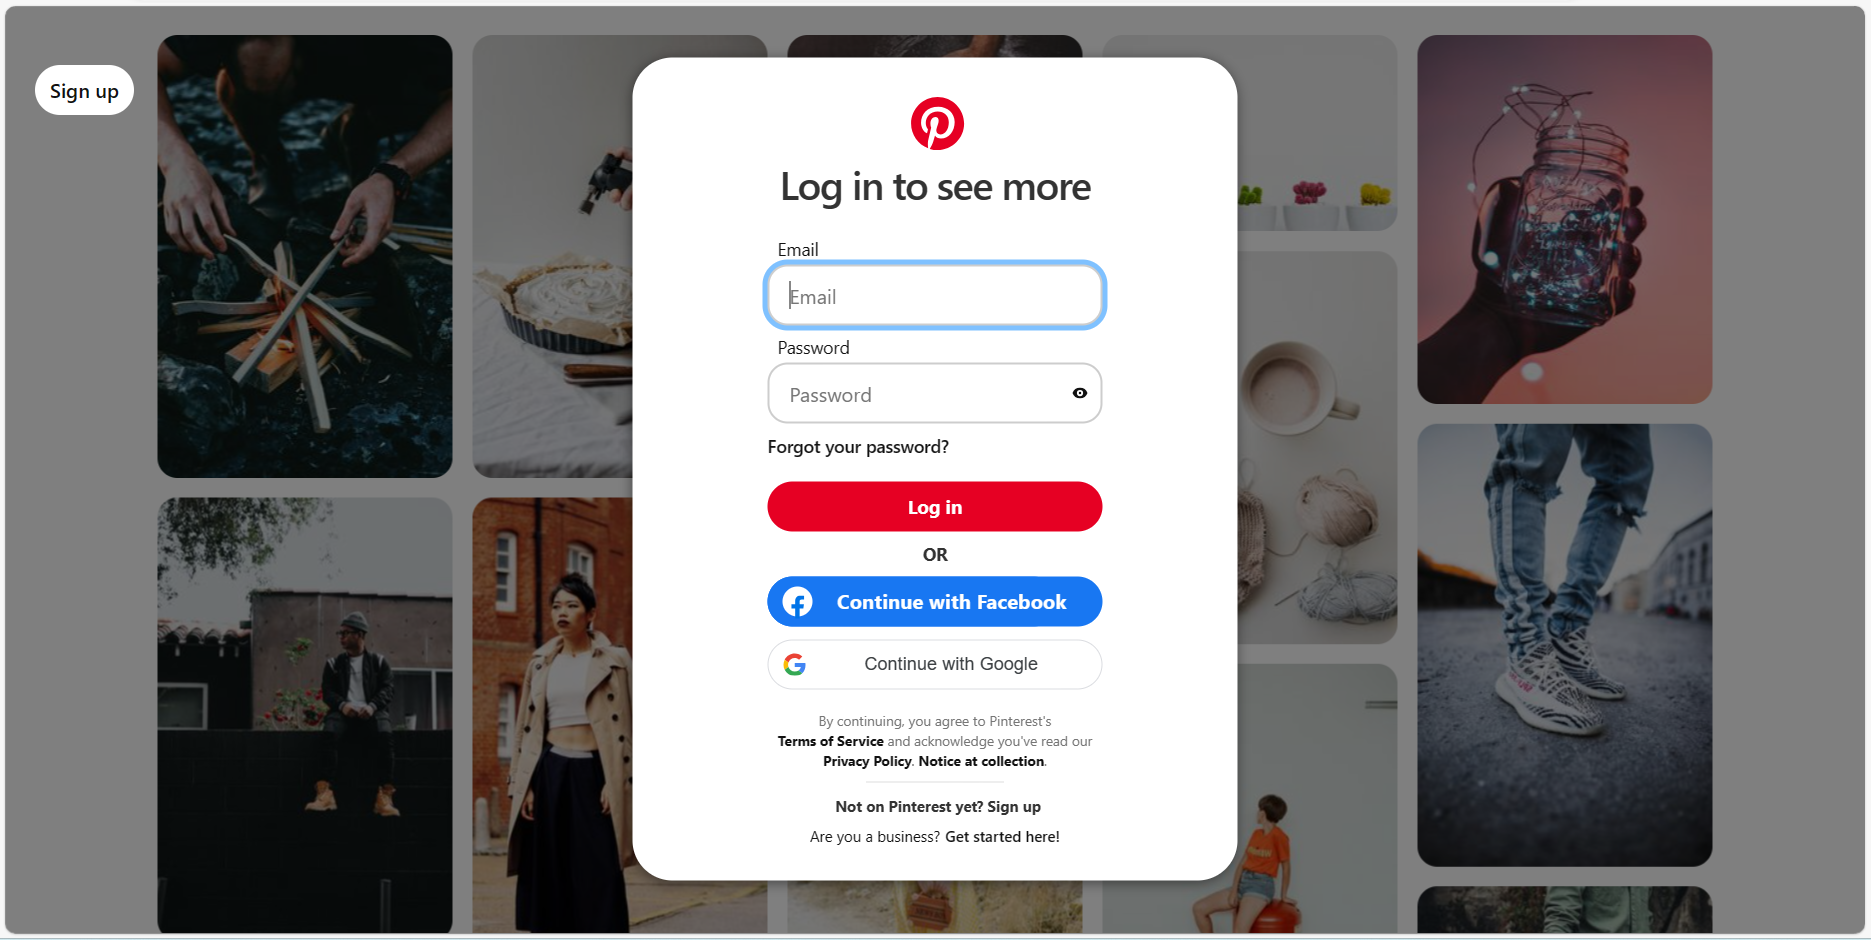 Sign up
Log in to see more
Email
Email
Password
Password
Forgot your password?
Log in
OR
Continue with Facebook
Continue with Google
By continuing, you agree to Pinterest's
Terms of Service and acknowledge you've read our
Privacy Policy. Notice at collection.
Not on Pinterest yet? Sign up
Are you a business? Get started here!